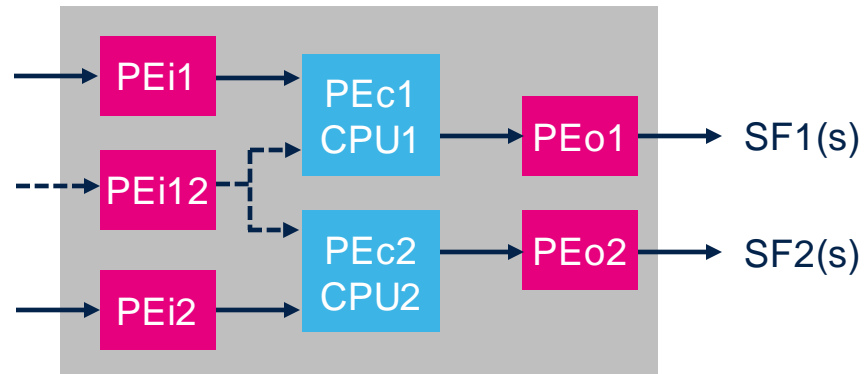 PEi1
PEc1
CPU1
PEo1
SF1(s)
PEi12
PEc2
CPU2
PEo2
SF2(s)
PEi2